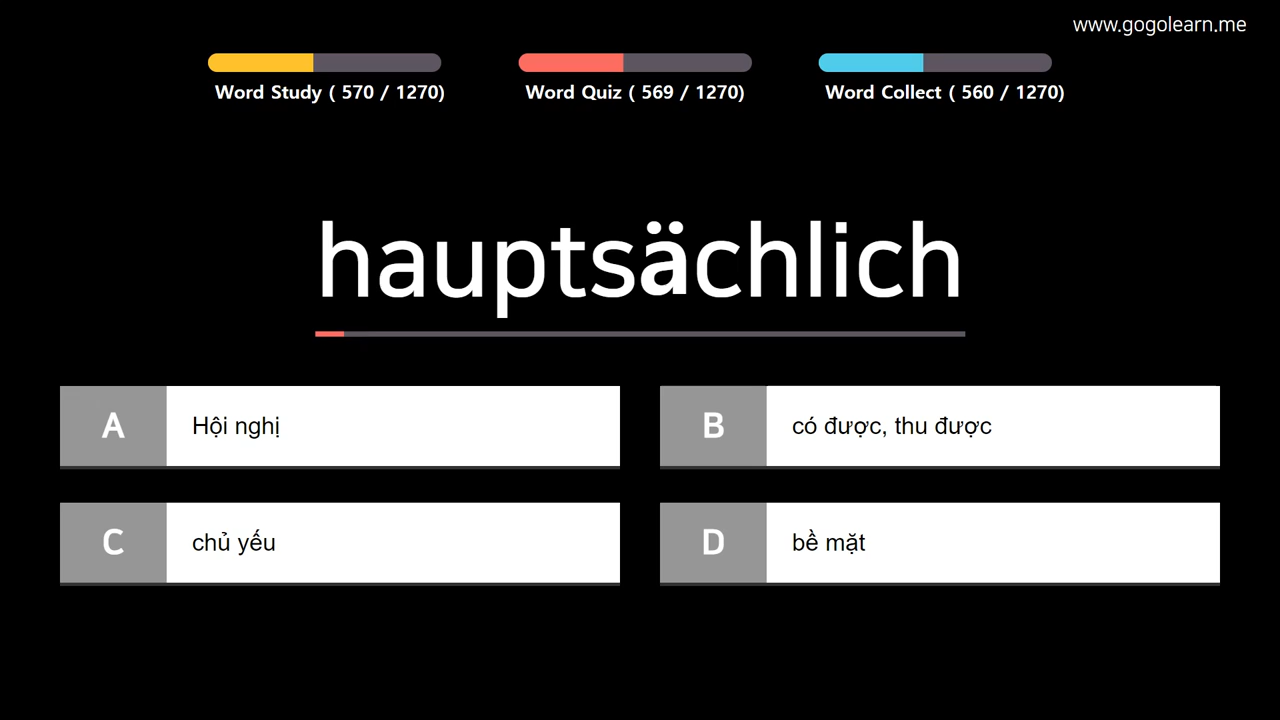 www.gogolearn.me
Word Study ( 570 / 1270)
Word Quiz ( 569 / 1270)
Word Collect ( 560 / 1270)
hauptsächlich
A Hội nghị
B có được, thu được
C chủ yếu
D bề mặt